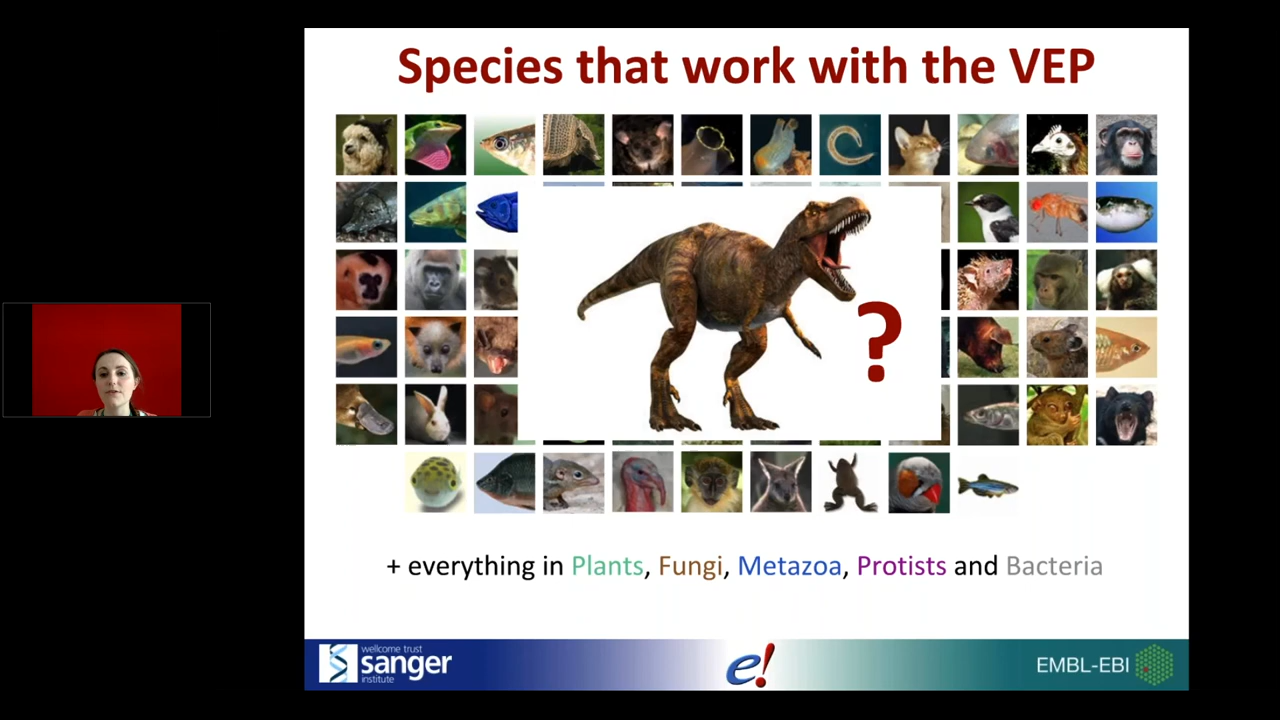 Species that work with the VEP
?
+ everything in Plants, Fungi, Metazoa, Protists and Bacteria
wellcome trust
sanger
institute
e!
EMBL-EBI